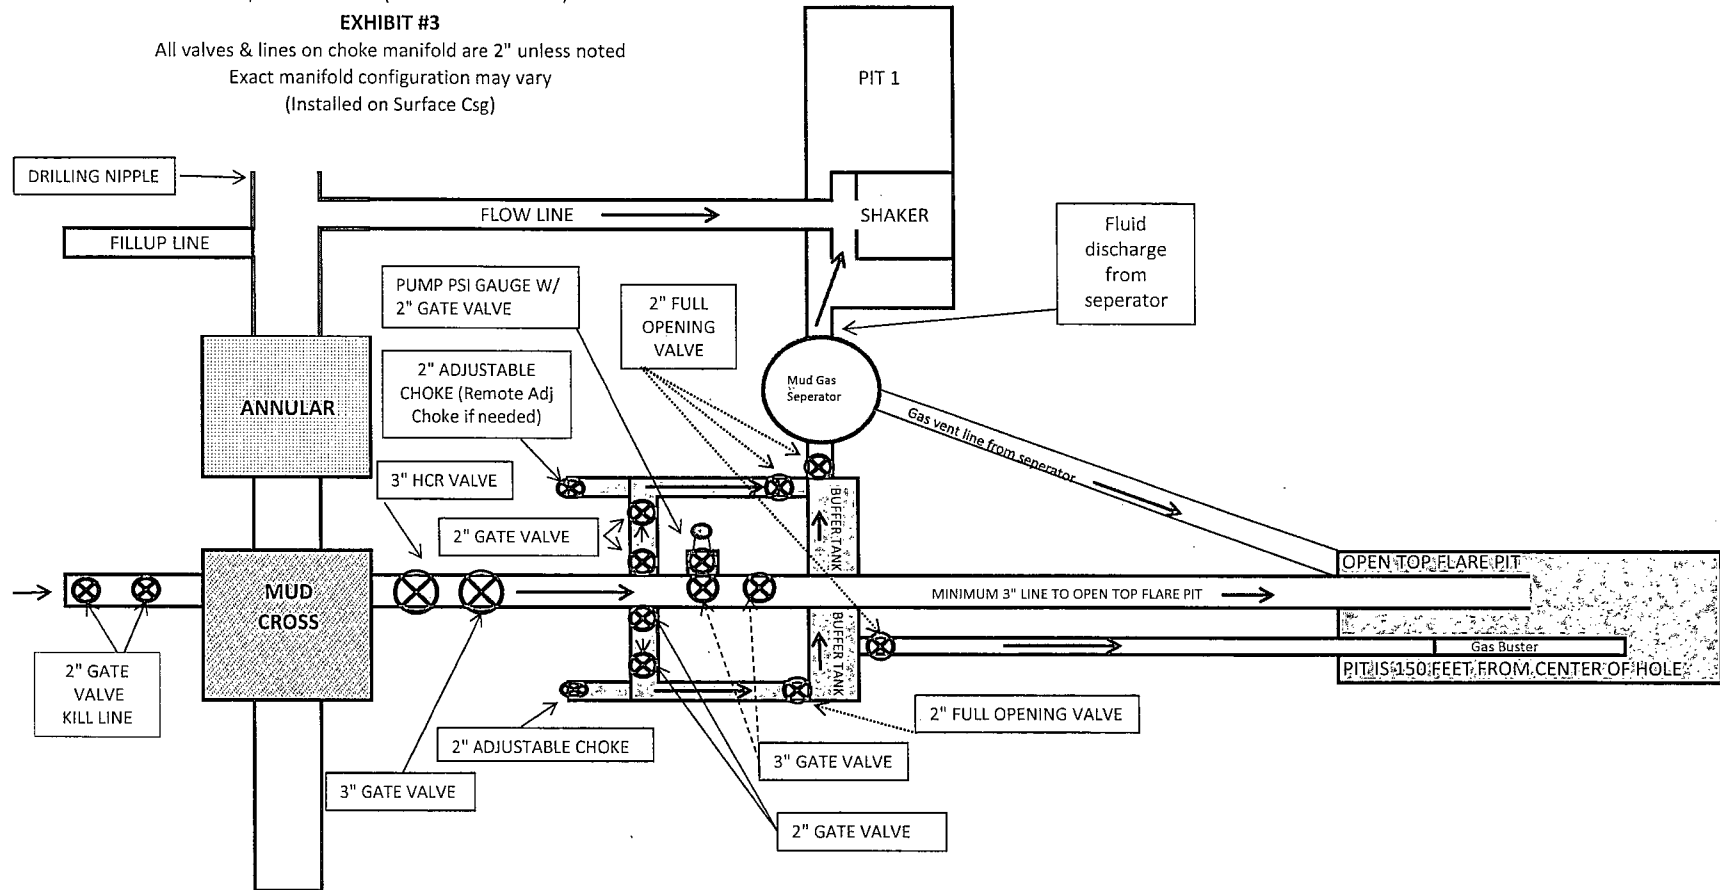 EXHIBIT #3
All valves & lines on choke manifold are 2" unless noted
Exact manifold configuration may vary
(Installed on Surface Csg)
PIT 1
DRILLING NIPPLE
FLOW LINE
SHAKER
FILLUP LINE
Fluid
discharge
from
seperator
PUMP PSI GAUGE W/
2" GATE VALVE
2" FULL
OPENING
VALVE
2" ADJUSTABLE
CHOKE (Remote Adj
Choke if needed)
Mud Gas
Seperator
ANNULAR
Gas vent line from seperator
3" HCR VALVE
2" GATE VALVE
BUFFER TANK
OPEN TOP FLARE PIT
MUD
CROSS
MINIMUM 3" LINE TO OPEN TOP FLARE PIT
BUFFER TANK
Gas Buster
PIT IS 150 FEET FROM CENTER OF HOLE
2" GATE
VALVE
KILL LINE
2" FULL OPENING VALVE
2" ADJUSTABLE CHOKE
3" GATE VALVE
3" GATE VALVE
2" GATE VALVE